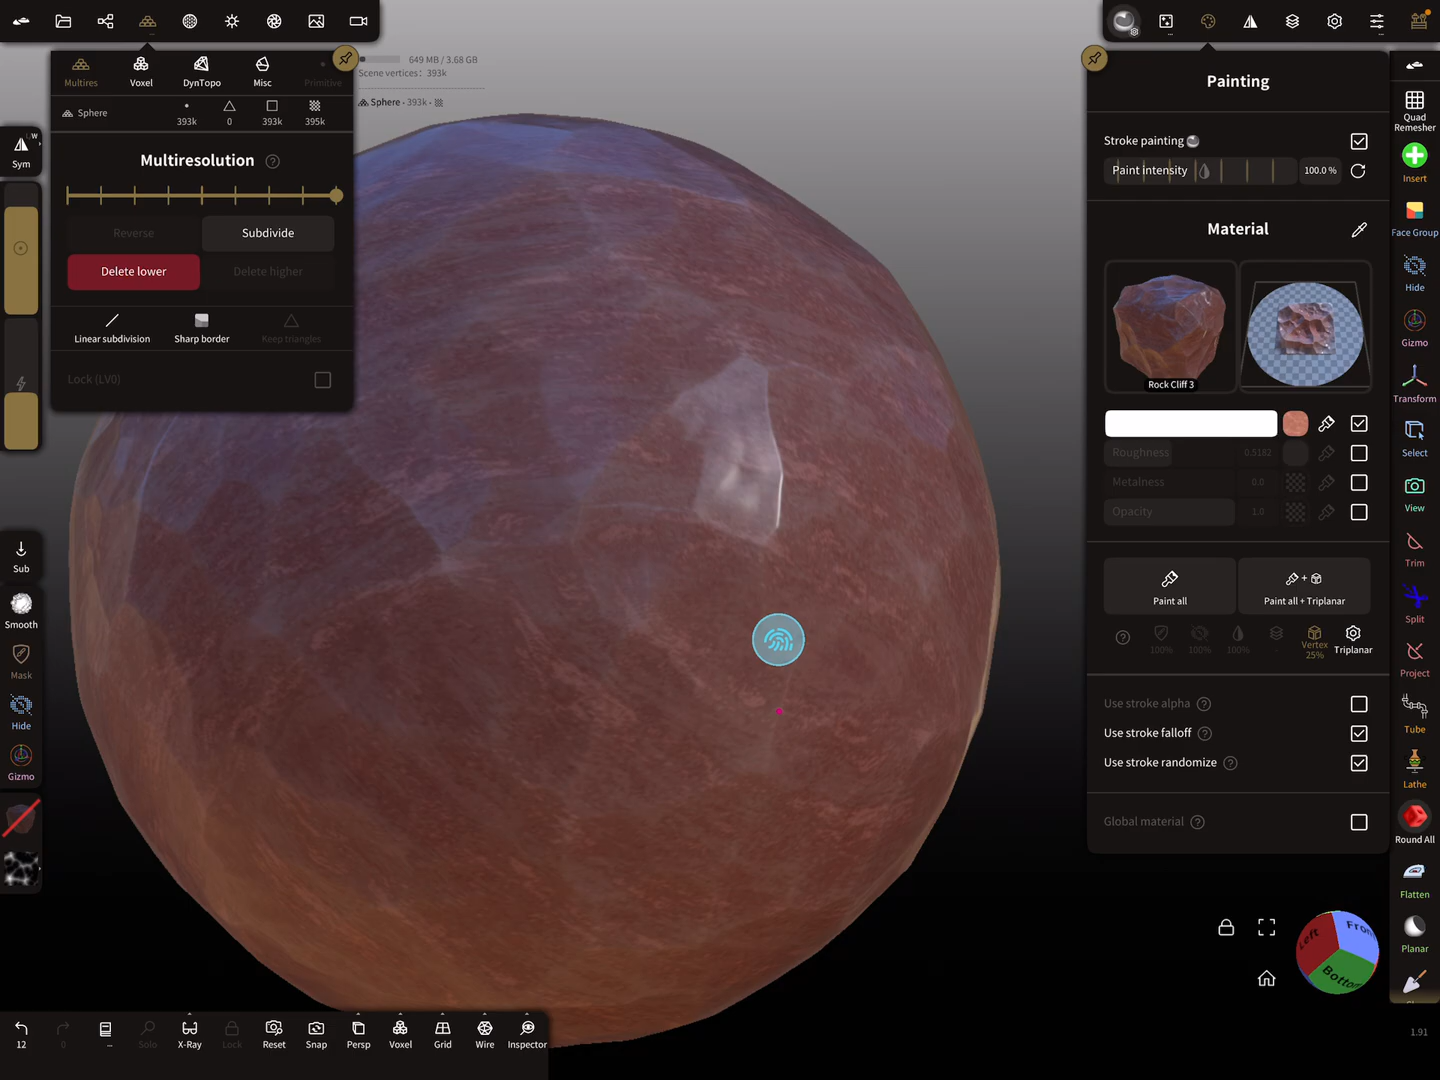 649 MB / 3.68 GB
Scene vertices: 393k
Sphere • 393k •
Multires
Voxel
DynTopo
Misc
Primitive
Sphere
393k
0
393k
395k
Multiresolution ?
Reverse
Subdivide
Delete lower
Delete higher
Linear subdivision
Sharp border
Keep triangles
Lock (LV0)
W
Sym
Sub
Smooth
Mask
Hide
Gizmo
12
0
...
Solo
X-Ray
Lock
Reset
Snap
Persp
Voxel
Grid
Wire
Inspector
Painting
Stroke painting
Paint intensity
100.0 %
Material
Rock Cliff 3
Roughness
0.5182
Metalness
0.0
Opacity
1.0
Paint all
Paint all + Triplanar
?
100%
100%
100%
-
Vertex
25%
Triplanar
Use stroke alpha ?
Use stroke falloff ?
Use stroke randomize ?
Global material ?
Quad
Remesher
Insert
Face Group
Hide
Gizmo
Transform
Select
View
Trim
Split
Project
Tube
Lathe
Round All
Flatten
Planar
Left
Fron
Bottom
1.91